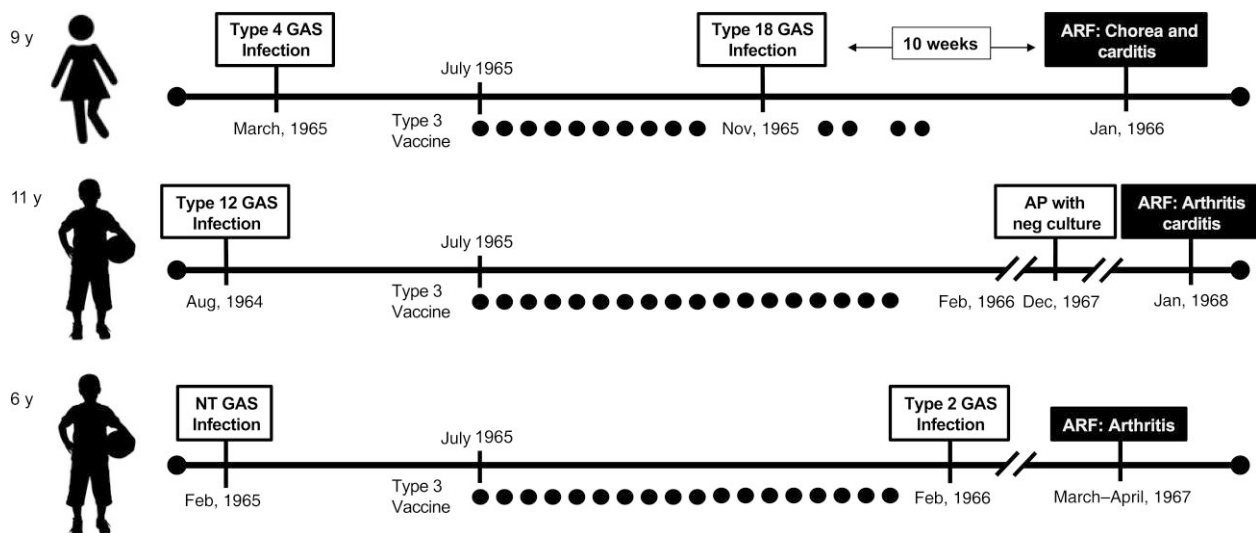 9 y
Type 4 GAS
Infection
Type 18 GAS
Infection
10 weeks
ARF: Chorea and
carditis
July 1965
March, 1965
Type 3
Vaccine
Nov, 1965
Jan, 1966
11 y
Type 12 GAS
Infection
AP with
neg culture
ARF: Arthritis
carditis
July 1965
Aug, 1964
Type 3
Vaccine
Feb, 1966
Dec, 1967
Jan, 1968
6 y
NT GAS
Infection
Type 2 GAS
Infection
ARF: Arthritis
July 1965
Feb, 1965
Type 3
Vaccine
Feb, 1966
March–April, 1967